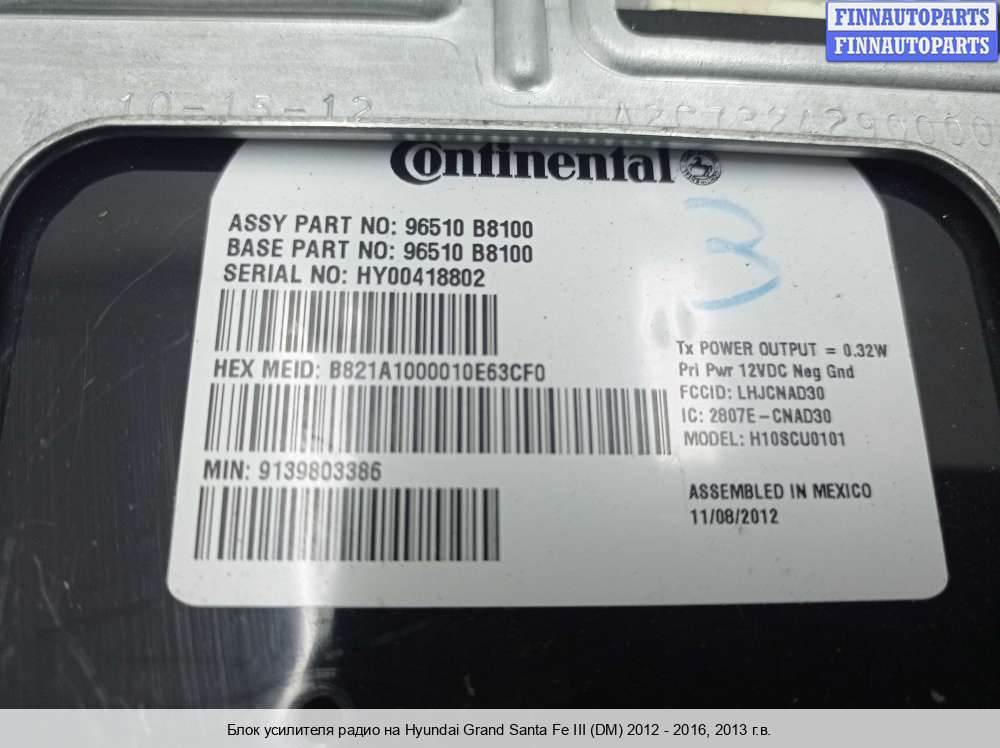 FINNAUTOPARTS
FINNAUTOPARTS
10-15-12
A2C7324290000
Continental
ASSY PART NO: 96510 B8100
BASE PART NO: 96510 B8100
SERIAL NO: HY00418802
3
HEX MEID: B821A1000010E63CF0
MIN: 9139803386
Tx POWER OUTPUT = 0.32W
Pri Pwr 12VDC Neg Gnd
FCCID: LHJCNAD30
IC: 2807E-CNAD30
MODEL: H10SCU0101
ASSEMBLED IN MEXICO
11/08/2012
Блок усилителя радио на Hyundai Grand Santa Fe III (DM) 2012 - 2016, 2013 г.в.